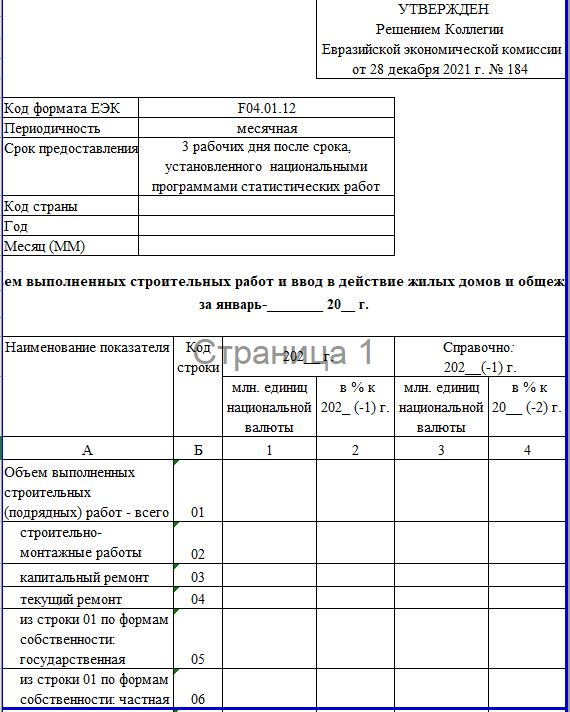 УТВЕРЖДЕН
Решением Коллегии
Евразийской экономической комиссии
от 28 декабря 2021 г. № 184
Код формата ЕЭК F04.01.12
Периодичность месячная
Срок предоставления 3 рабочих дня после срока,
установленного национальными
программами статистических работ
Код страны
Год
Месяц (ММ)
ем выполненных строительных работ и ввод в действие жилых домов и общеж
за январь-________ 20__ г.
Наименование показателя
Код
строки
202__ г.
Справочно:
202__(-1) г.
млн. единиц
национальной
валюты
в % к
202_ (-1) г.
млн. единиц
национальной
валюты
в % к
20__ (-2) г.
Страница 1
А Б 1 2 3 4
Объем выполненных
строительных
(подрядных) работ - всего 01
строительно-
монтажные работы 02
капитальный ремонт 03
текущий ремонт 04
из строки 01 по формам
собственности:
государственная 05
из строки 01 по формам
собственности: частная 06